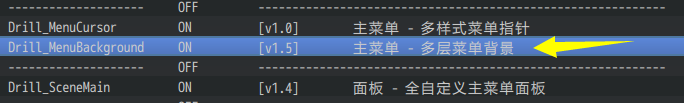 ------------------- OFF --------------------------------------------------
Drill_MenuCursor ON [v1.0] 主菜单 - 多样式菜单指针
Drill_MenuBackground ON [v1.5] 主菜单 - 多层菜单背景
------------------- OFF --------------------------------------------------
Drill_SceneMain ON [v1.4] 面板 - 全自定义主菜单面板